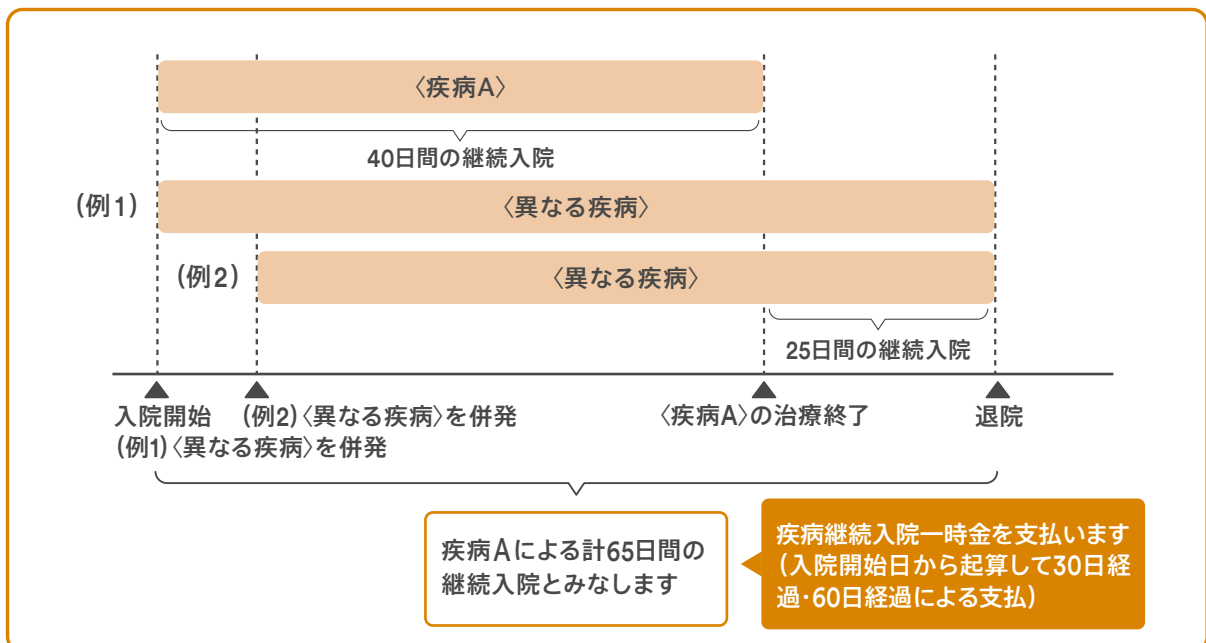 〈疾病A〉
40日間の継続入院
(例1)
〈異なる疾病〉
(例2)
〈異なる疾病〉
25日間の継続入院
入院開始
(例2)〈異なる疾病〉を併発
〈疾病A〉の治療終了
退院
(例1)〈異なる疾病〉を併発
疾病Aによる計65日間の
継続入院とみなします
疾病継続入院一時金を支払います
(入院開始日から起算して30日経
過・60日経過による支払)